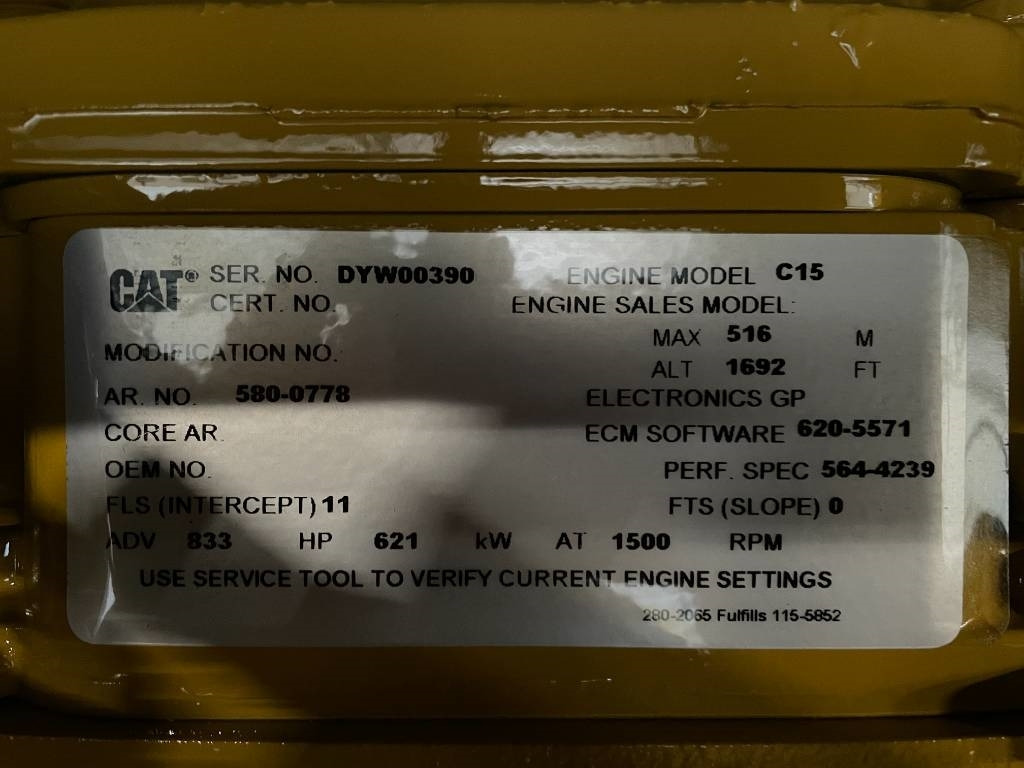 CAT® SER. NO. DYW00390 ENGINE MODEL C15
CERT. NO. ENGINE SALES MODEL:
MAX 516 M
MODIFICATION NO.
ALT 1692 FT
AR. NO. 580-0778 ELECTRONICS GP
CORE AR. ECM SOFTWARE 620-5571
OEM NO. PERF. SPEC 564-4239
FLS (INTERCEPT) 11 FTS (SLOPE) 0
ADV 833 HP 621 kW AT 1500 RPM
USE SERVICE TOOL TO VERIFY CURRENT ENGINE SETTINGS
280-2065 Fulfills 115-5852